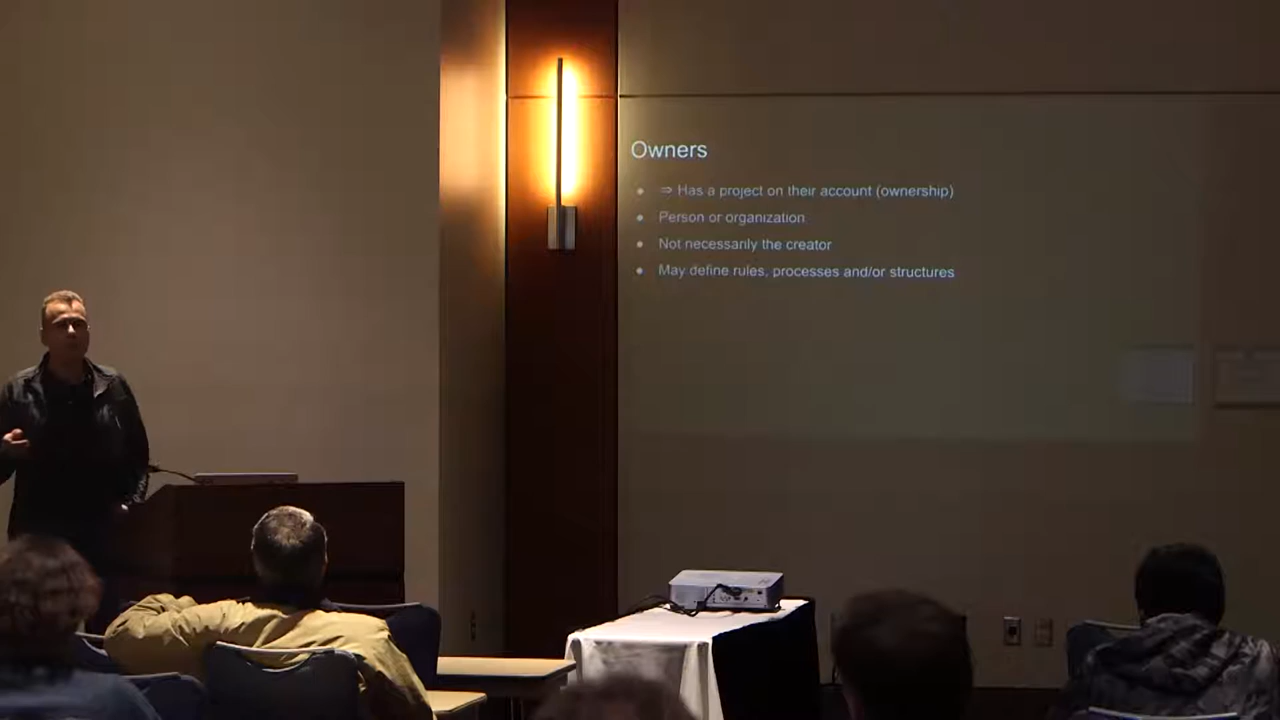 Owners
● ⇒ Has a project on their account (ownership)
● Person or organization
● Not necessarily the creator
● May define rules, processes and/or structures